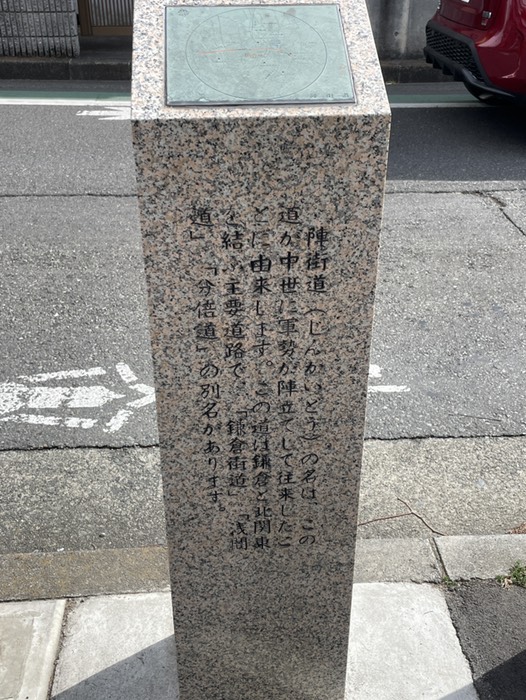 陣街道(じんかいどう)の名は、この
道が中世に軍勢が陣立てして往来したこ
とに由来します。この道は鎌倉と北関東
を結ぶ主要道路で、「鎌倉街道」「浅間
道」「分倍道」の別名があります。